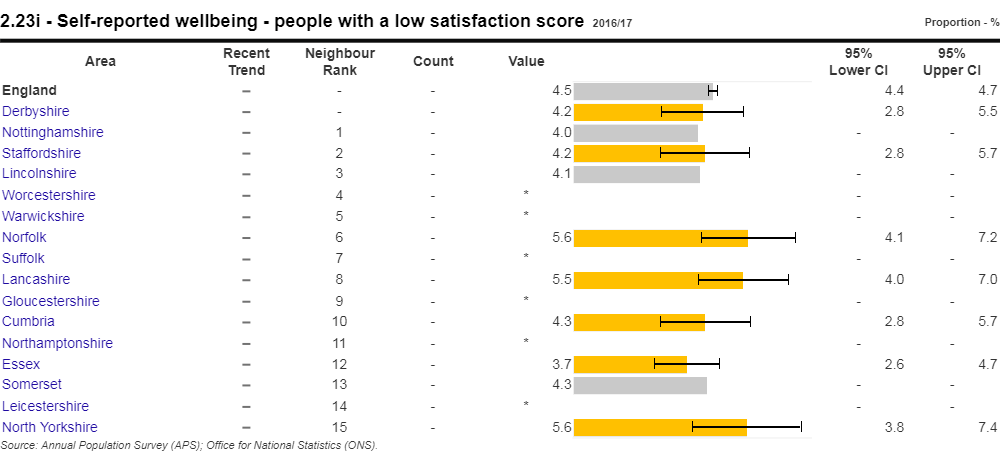 2.23i - Self-reported wellbeing - people with a low satisfaction score 2016/17 Proportion - %
Area Recent Trend Neighbour Rank Count Value 95% Lower CI 95% Upper CI
England – - - 4.5 4.4 4.7
Derbyshire – - - 4.2 2.8 5.5
Nottinghamshire – 1 - 4.0 - -
Staffordshire – 2 - 4.2 2.8 5.7
Lincolnshire – 3 - 4.1 - -
Worcestershire – 4 - * - -
Warwickshire – 5 - * - -
Norfolk – 6 - 5.6 4.1 7.2
Suffolk – 7 - * - -
Lancashire – 8 - 5.5 4.0 7.0
Gloucestershire – 9 - * - -
Cumbria – 10 - 4.3 2.8 5.7
Northamptonshire – 11 - * - -
Essex – 12 - 3.7 2.6 4.7
Somerset – 13 - 4.3 - -
Leicestershire – 14 - * - -
North Yorkshire – 15 - 5.6 3.8 7.4
Source: Annual Population Survey (APS); Office for National Statistics (ONS).